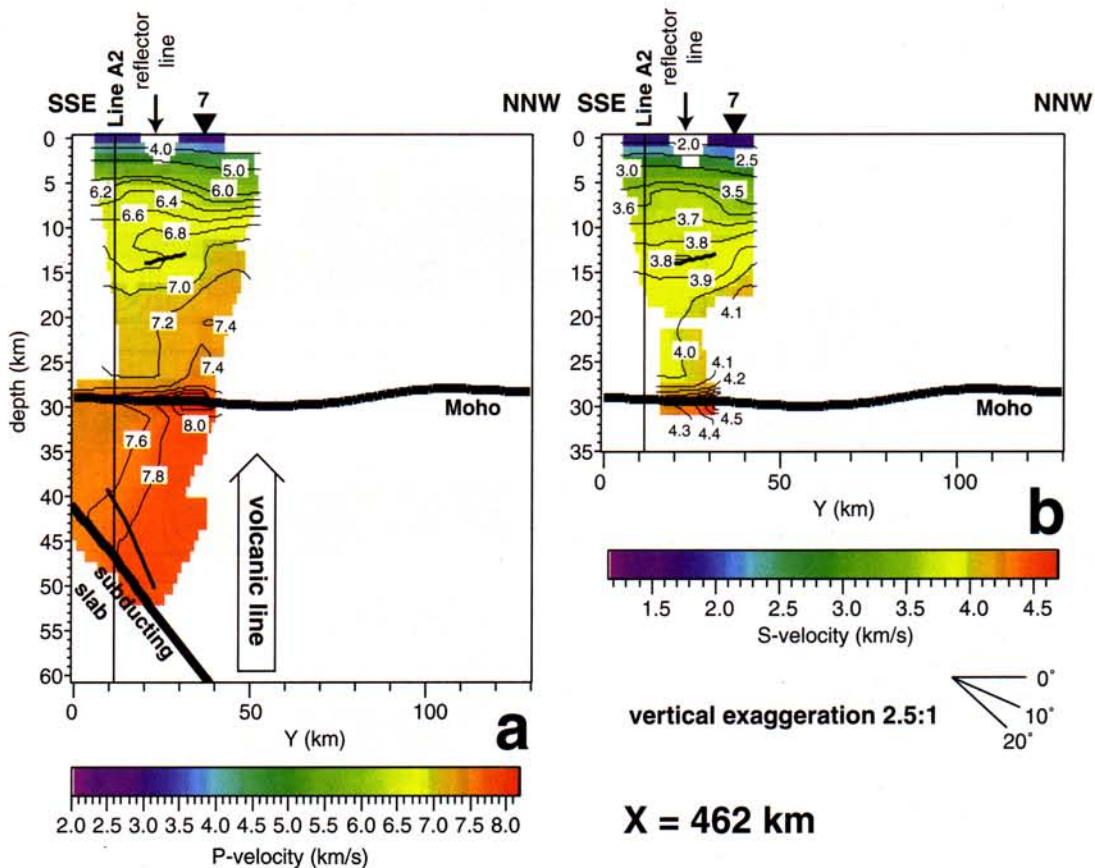 Line A2
reflector line
7
SSE
NNW
0
5
10
15
20
25
30
35
40
45
50
55
60
depth (km)
4.0
5.0
6.2
6.0
6.4
6.6
6.8
7.0
7.2
7.4
7.4
8.0
7.6
7.8
Moho
subducting slab
volcanic line
0 50 100
Y (km)
a
2.0 2.5 3.0 3.5 4.0 4.5 5.0 5.5 6.0 6.5 7.0 7.5 8.0
P-velocity (km/s)
Line A2
reflector line
7
SSE
NNW
0
5
10
15
20
25
30
35
2.0
2.5
3.0
3.5
3.6
3.7
3.8
3.8
3.9
4.1
4.0
4.1
4.2
4.5
4.3
4.4
Moho
0 50 100
Y (km)
b
1.5 2.0 2.5 3.0 3.5 4.0 4.5
S-velocity (km/s)
vertical exaggeration 2.5:1
0°
10°
20°
X = 462 km